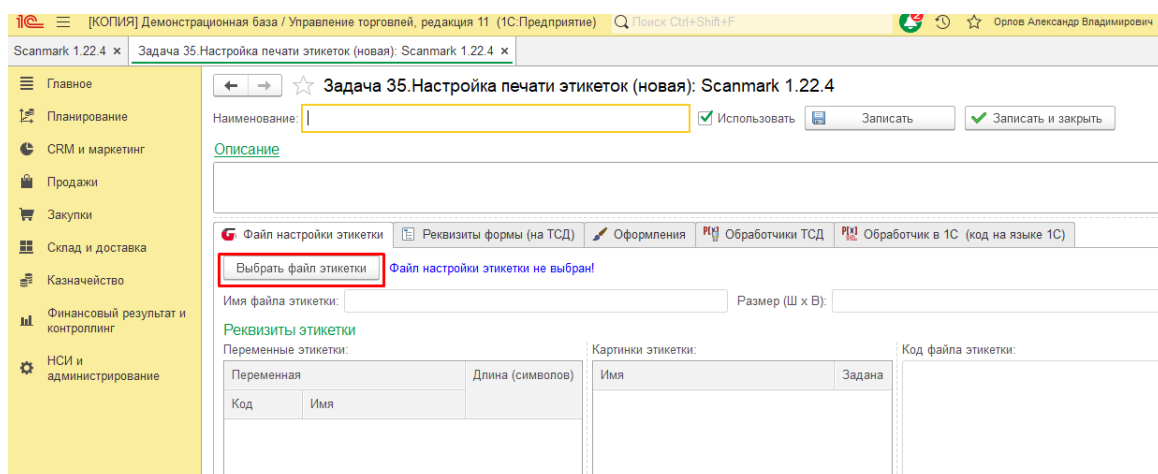 1С [КОПИЯ] Демонстрационная база / Управление торговлей, редакция 11 (1С:Предприятие) Поиск Ctrl+Shift+F 2 Орлов Александр Владимирович
Scanmark 1.22.4 × Задача 35.Настройка печати этикеток (новая): Scanmark 1.22.4 ×
Главное
Планирование
CRM и маркетинг
Продажи
Закупки
Склад и доставка
Казначейство
Финансовый результат и
контроллинг
НСИ и
администрирование
Задача 35.Настройка печати этикеток (новая): Scanmark 1.22.4
Наименование: Использовать Записать Записать и закрыть
Описание
Файл настройки этикетки Реквизиты формы (на ТСД) Оформления Обработчики ТСД Обработчик в 1С (код на языке 1С)
Выбрать файл этикетки Файл настройки этикетки не выбран!
Имя файла этикетки: Размер (Ш х В):
Реквизиты этикетки
Переменные этикетки: Картинки этикетки: Код файла этикетки:
Переменная Длина (символов) Имя Задана
Код Имя